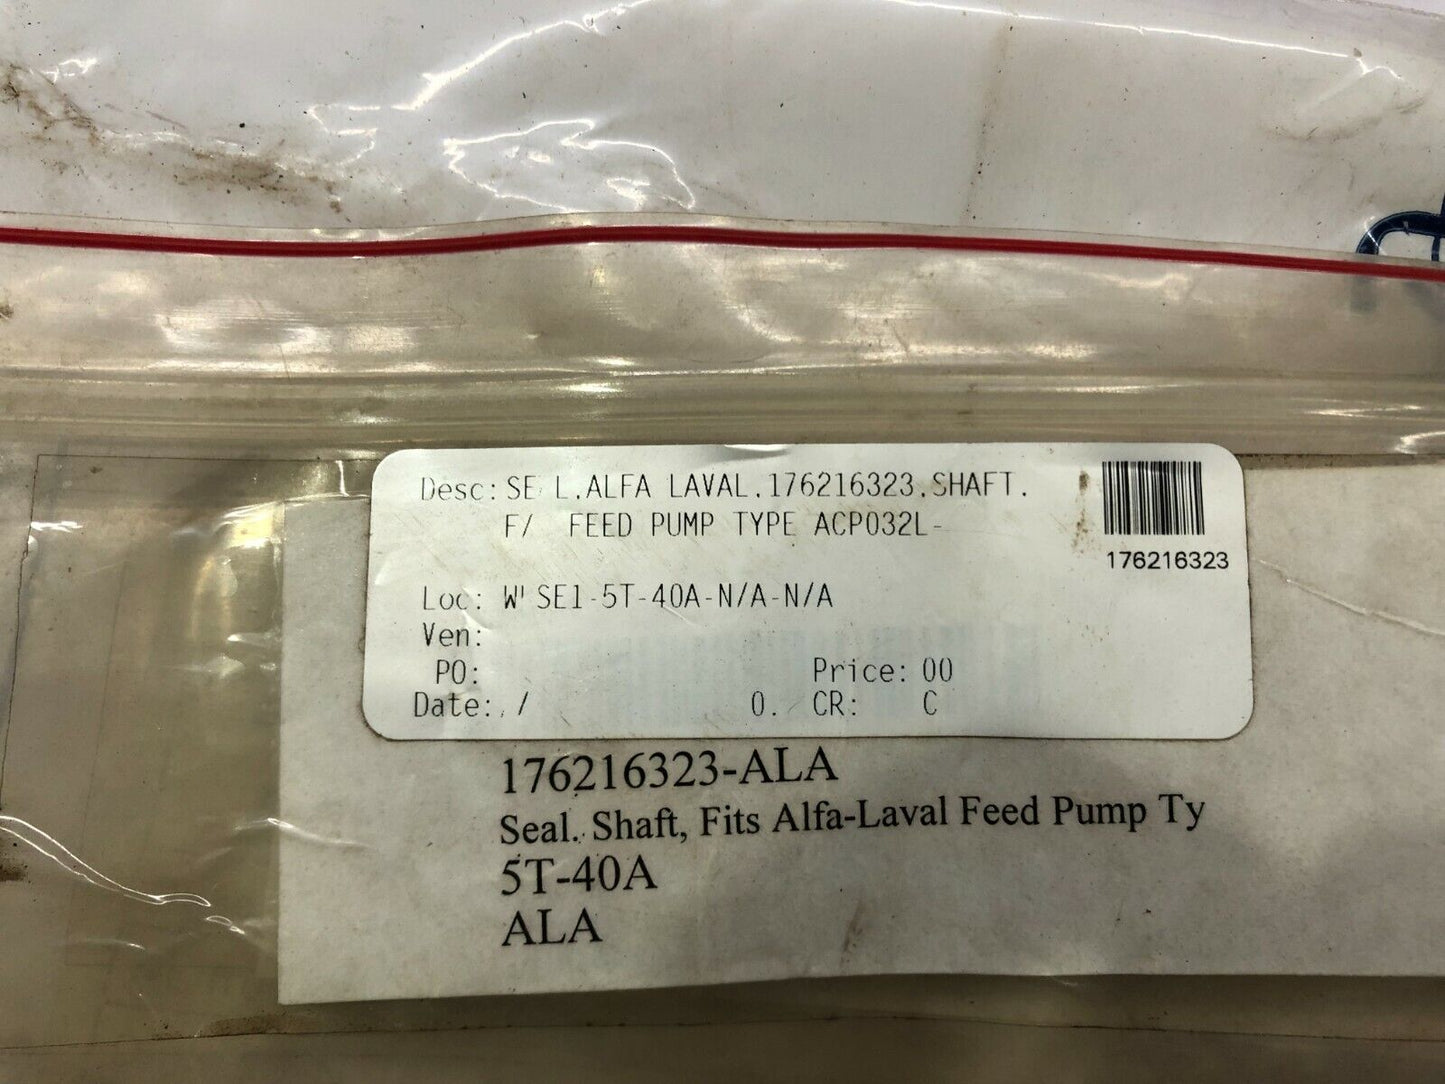 Desc: SE L,ALFA LAVAL,176216323,SHAFT,
F/ FEED PUMP TYPE ACP032L-
176216323
Loc: W' SE1-5T-40A-N/A-N/A
Ven:
PO: Price: 00
Date: / 0. CR: C
176216323-ALA
Seal, Shaft, Fits Alfa-Laval Feed Pump Ty
5T-40A
ALA